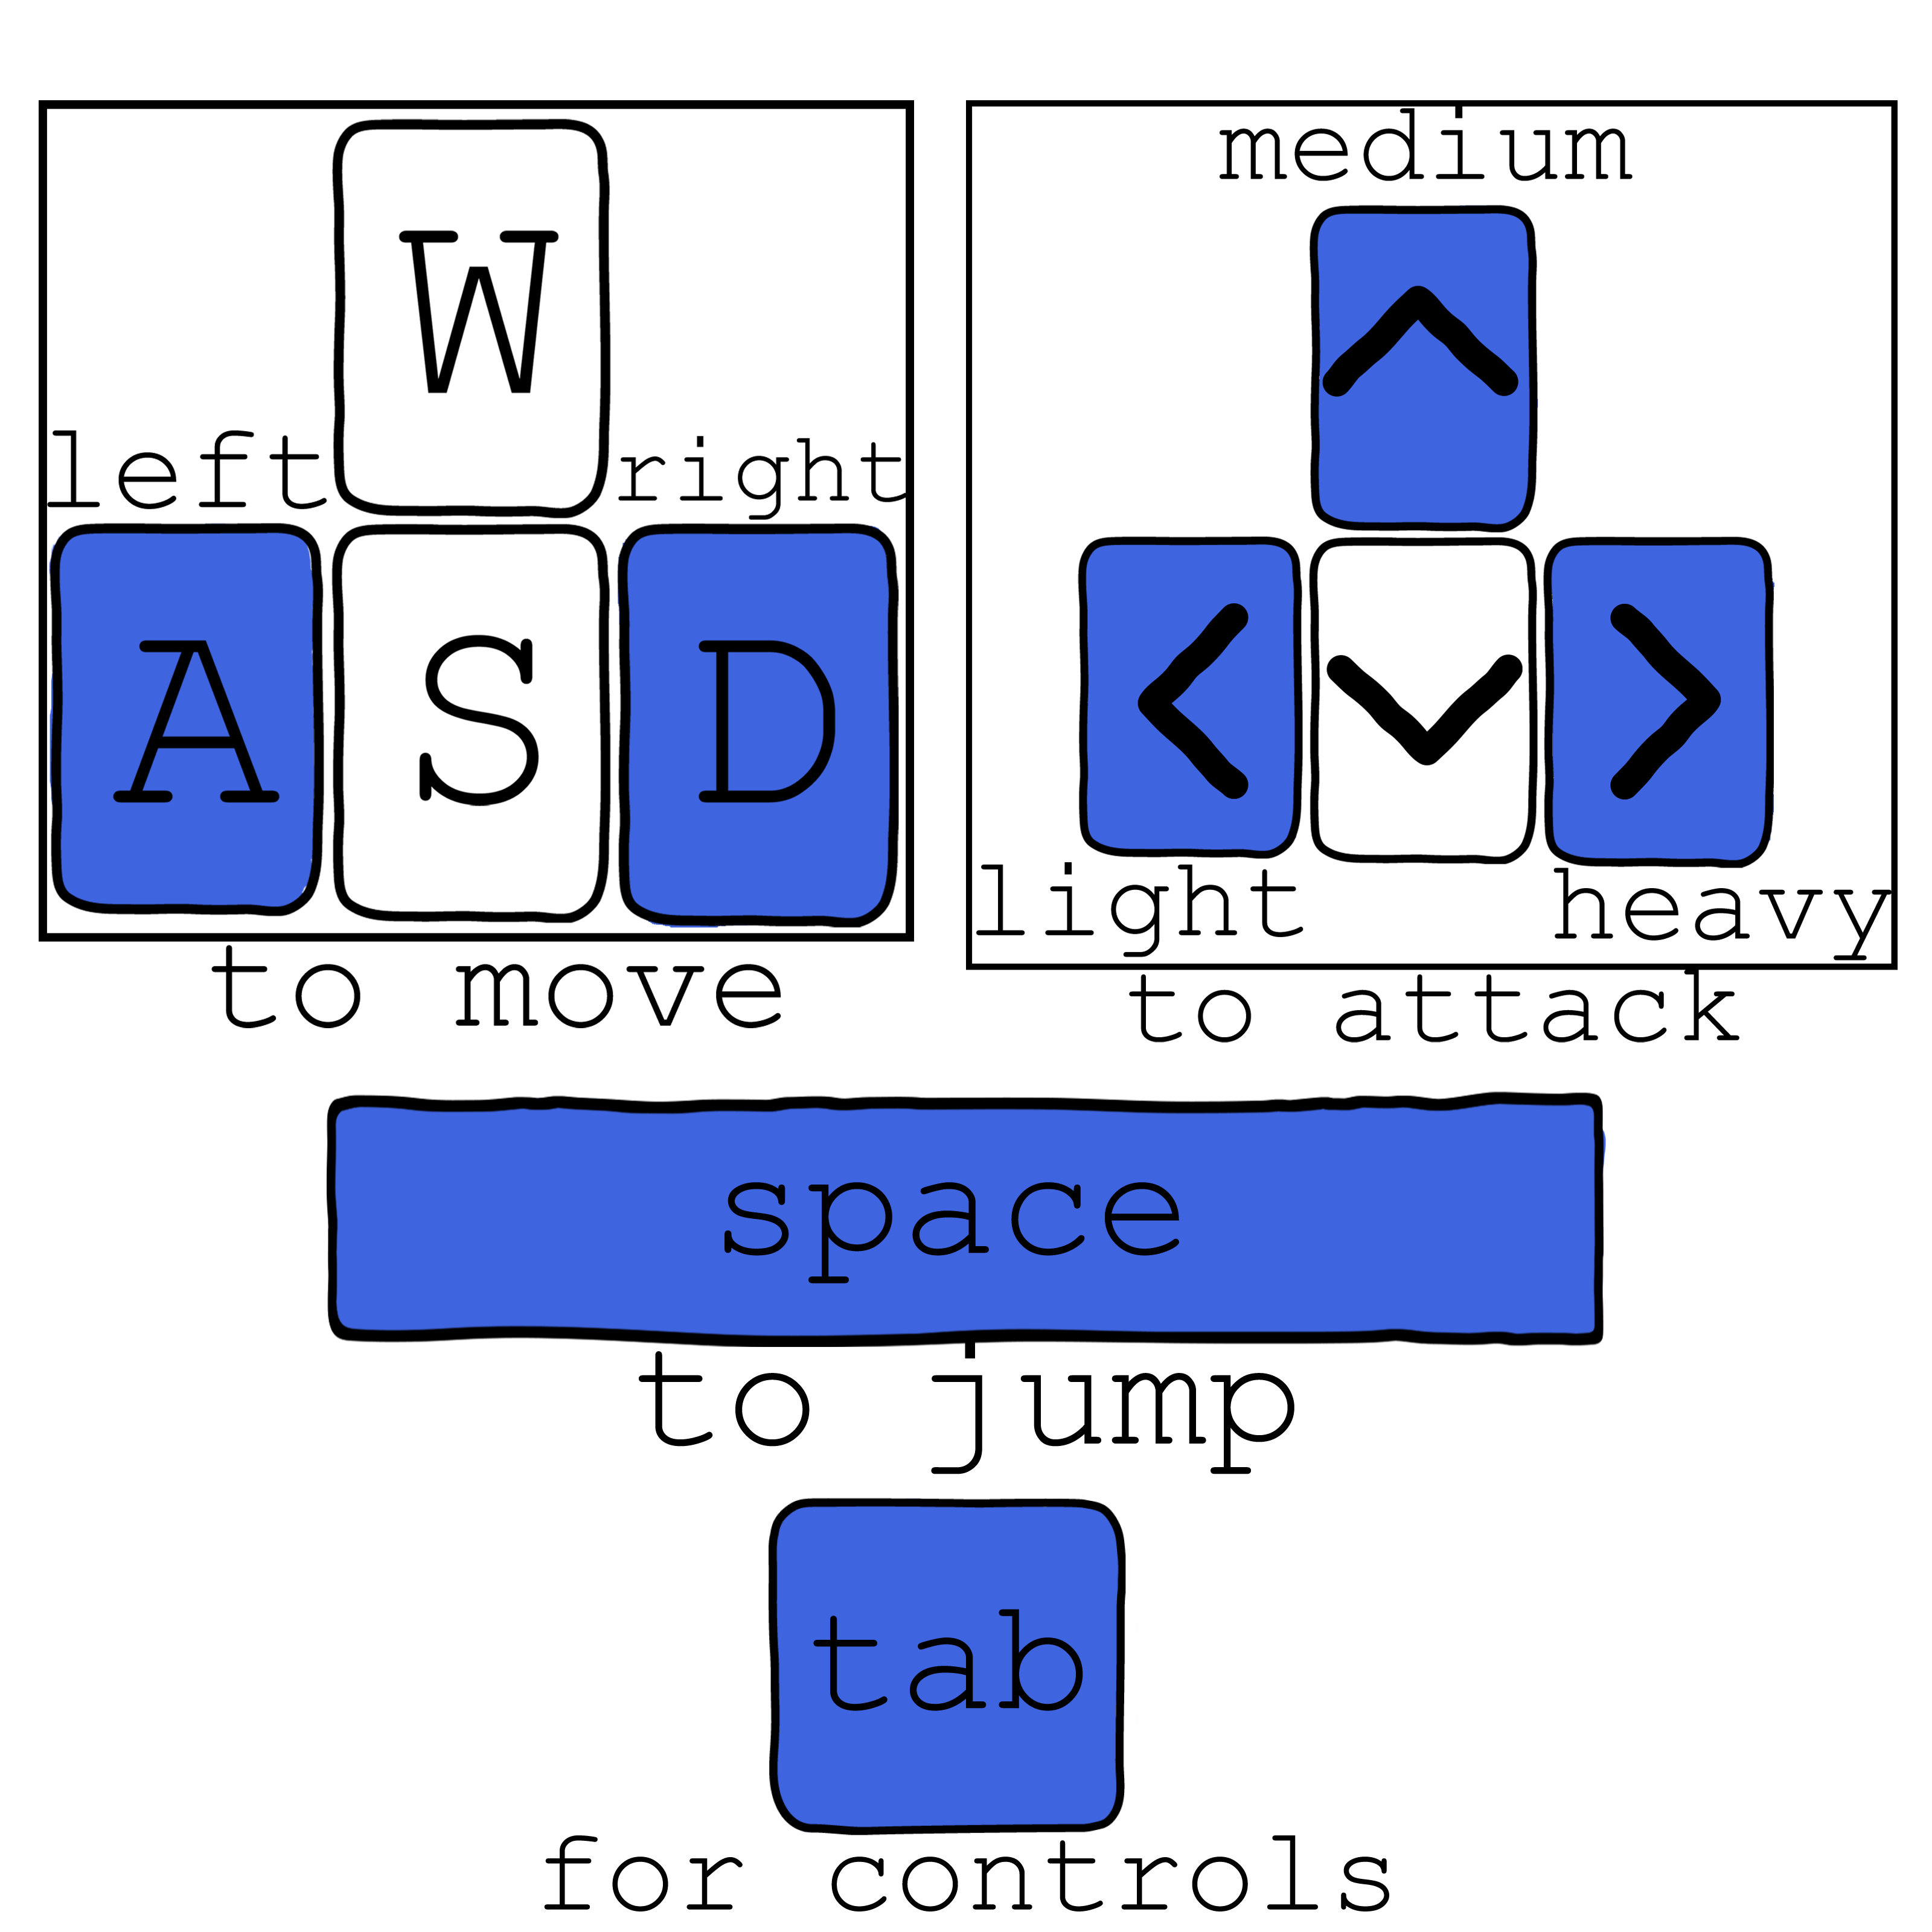 W
left right
A S D
to move
medium
^
< v >
light heavy
to attack
space
to jump
tab
for controls